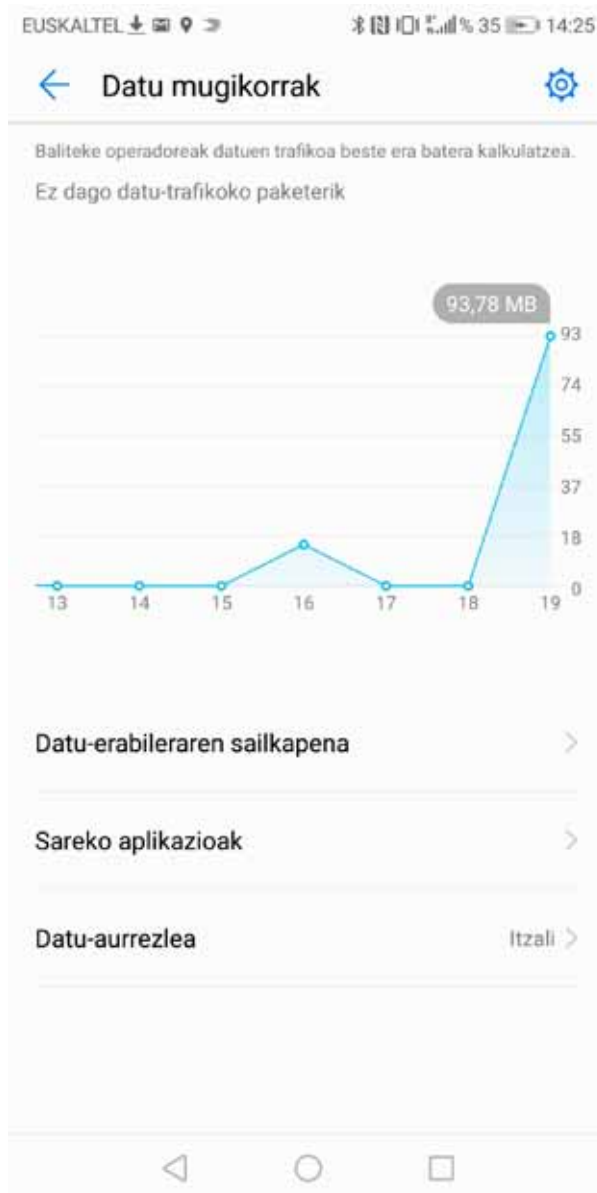 EUSKALTEL % 35 14:25
Datu mugikorrak
Baliteke operadoreak datuen trafikoa beste era batera kalkulatzea.
Ez dago datu-trafikoko paketerik
93,78 MB
93
74
55
37
18
0
13 14 15 16 17 18 19
Datu-erabileraren sailkapena
Sareko aplikazioak
Datu-aurrezlea Itzali